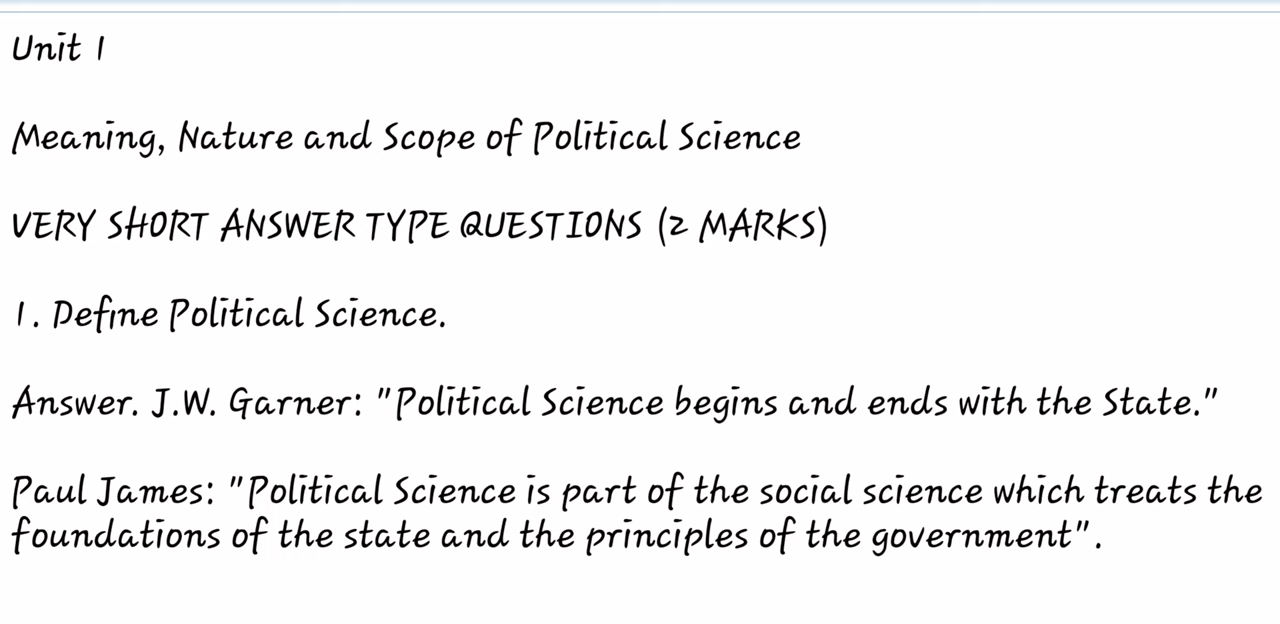 Unit 1
Meaning, Nature and Scope of Political Science
VERY SHORT ANSWER TYPE QUESTIONS (2 MARKS)
1. Define Political Science.
Answer. J.W. Garner: "Political Science begins and ends with the State."
Paul James: "Political Science is part of the social science which treats the
foundations of the state and the principles of the government".